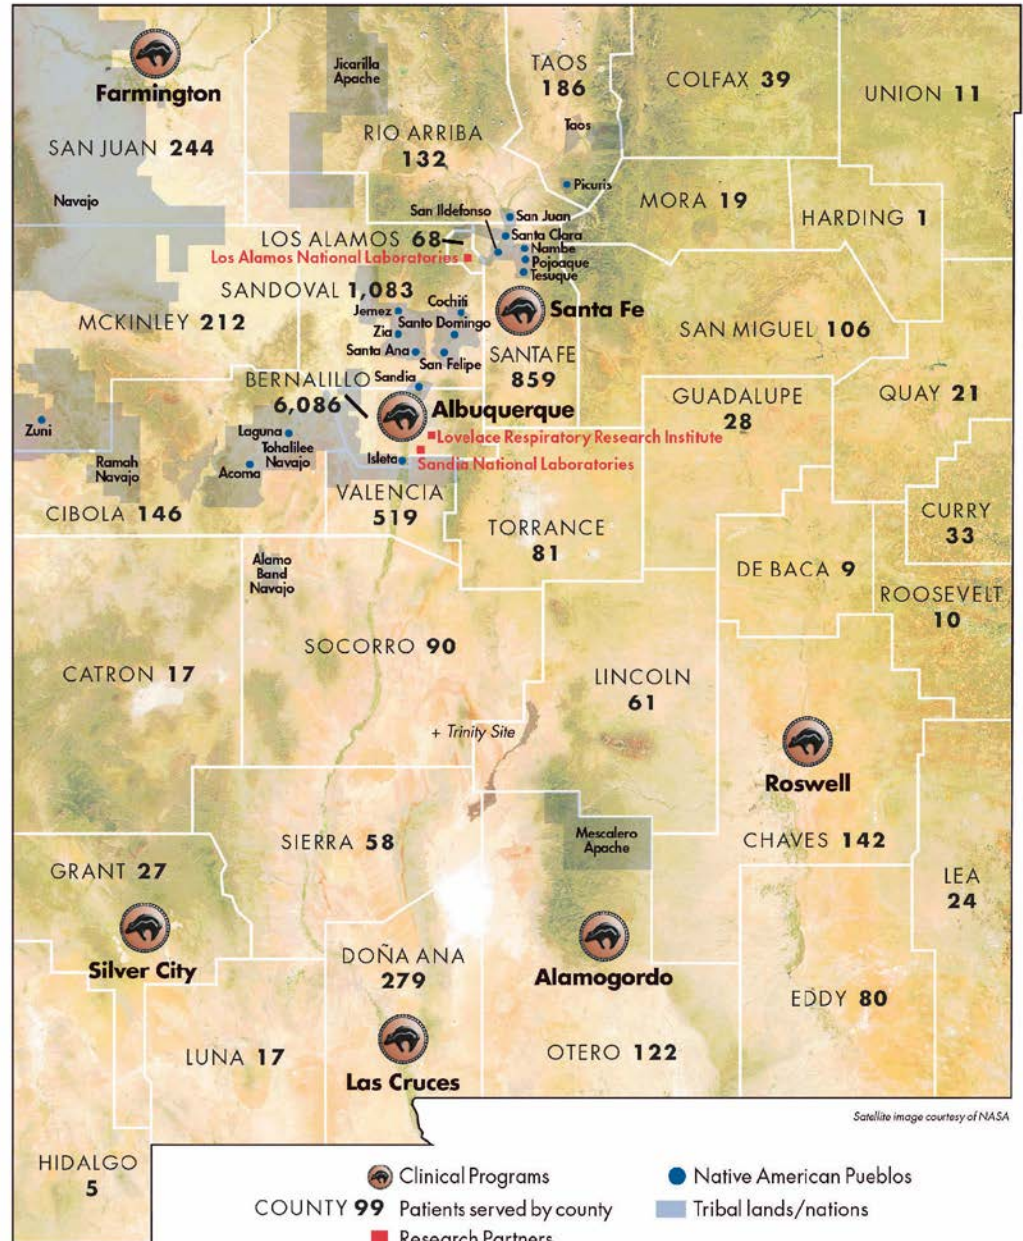 Farmington
SAN JUAN 244
Navajo
Jicarilla
Apache
RIO ARRIBA
132
TAOS
186
Taos
COLFAX 39
UNION 11
Picuris
MORA 19
HARDING 1
San Ildefonso
San Juan
Santa Clara
Nambe
Pojoaque
Tesuque
LOS ALAMOS 68
Los Alamos National Laboratories
SANDOVAL 1,083
MCKINLEY 212
Jemez
Cochiti
Zia
Santo Domingo
Santa Ana
San Felipe
Santa Fe
SANTA FE
859
SAN MIGUEL 106
BERNALILLO
6,086
Sandia
Albuquerque
GUADALUPE
28
QUAY 21
Zuni
Laguna
Tohalilee
Navajo
Acoma
Isleta
Lovelace Respiratory Research Institute
Sandia National Laboratories
Ramah
Navajo
CIBOLA 146
VALENCIA
519
TORRANCE
81
CURRY
33
DE BACA 9
ROOSEVELT
10
Alamo
Band
Navajo
SOCORRO 90
CATRON 17
LINCOLN
61
+ Trinity Site
Roswell
CHAVES 142
SIERRA 58
Mescalero
Apache
GRANT 27
LEA
24
Silver City
DOÑA ANA
279
Alamogordo
EDDY 80
LUNA 17
Las Cruces
OTERO 122
Satellite image courtesy of NASA
HIDALGO
5
Clinical Programs
Native American Pueblos
COUNTY 99 Patients served by county
Tribal lands/nations
Research Partners